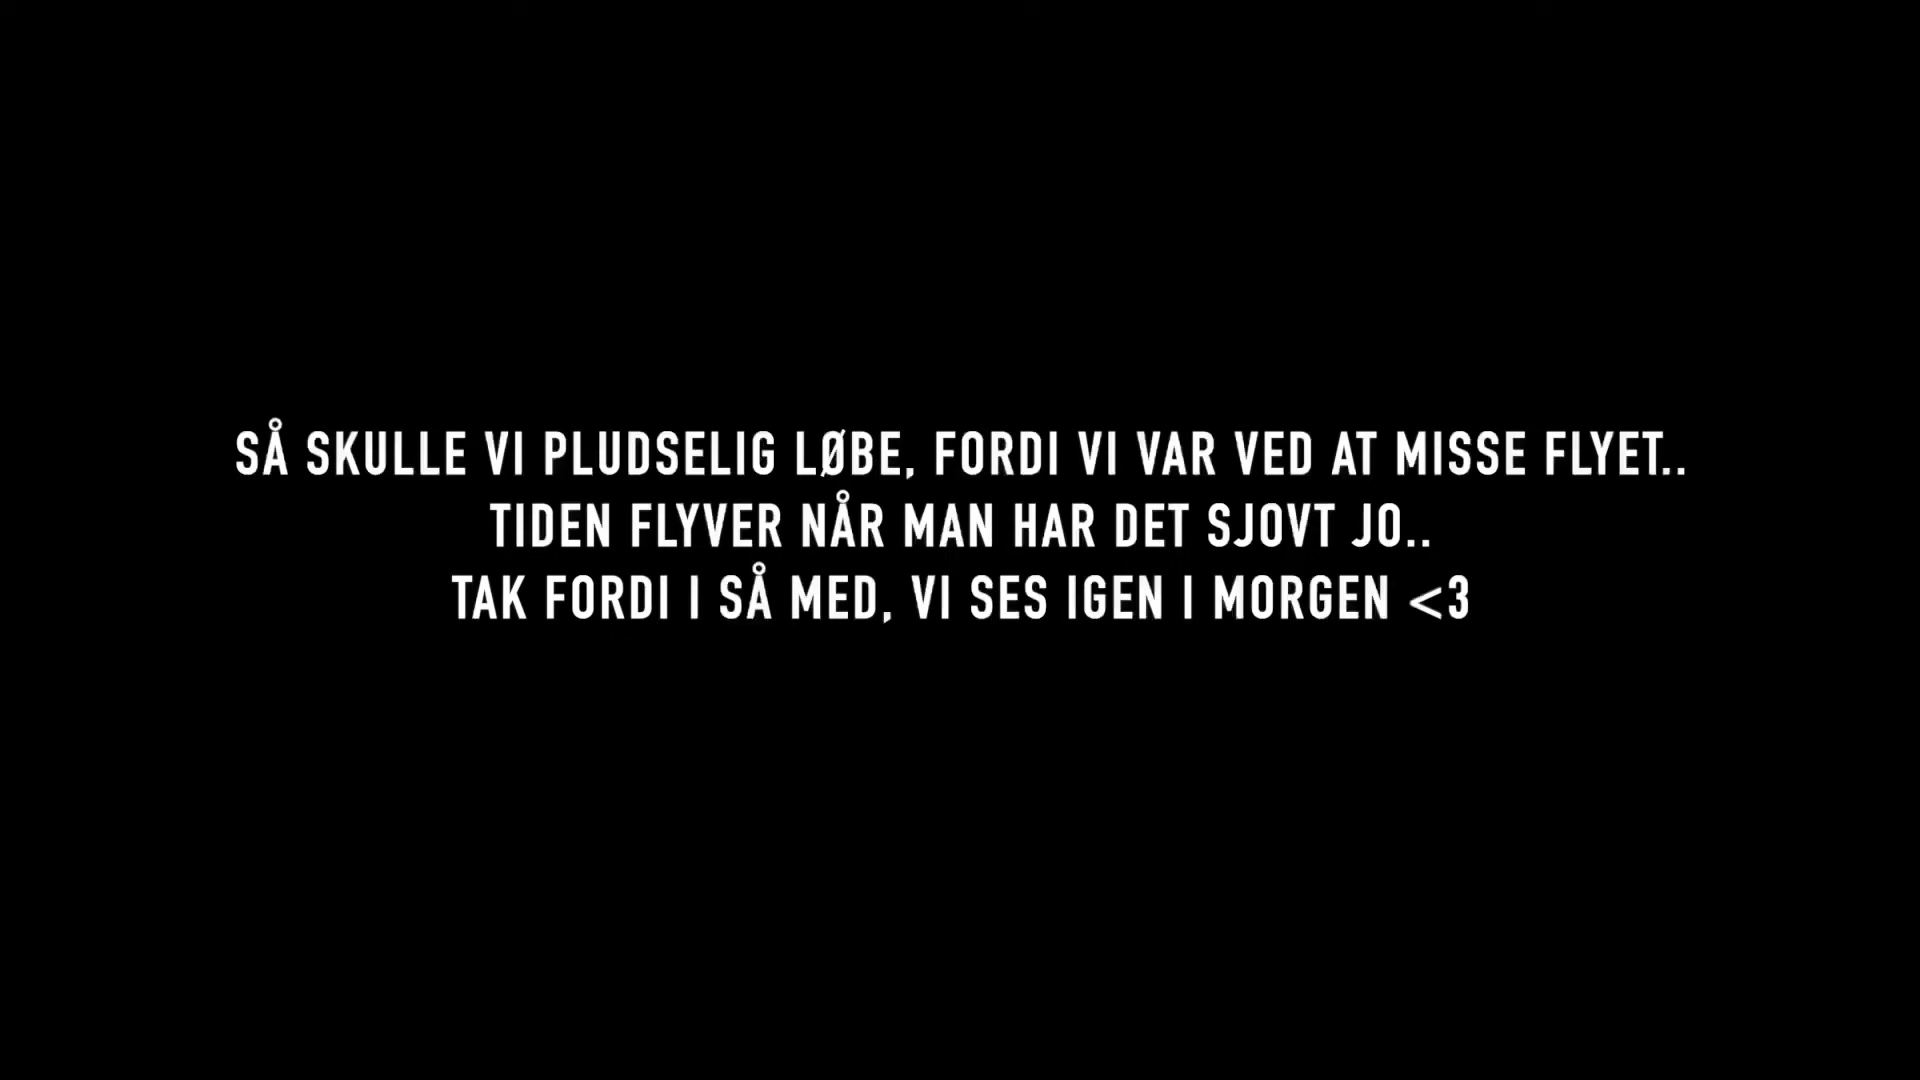 SÅ SKULLE VI PLUDSELIG LØBE, FORDI VI VAR VED AT MISSE FLYET..
TIDEN FLYVER NÅR MAN HAR DET SJOVT JO..
TAK FORDI I SÅ MED, VI SES IGEN I MORGEN <3